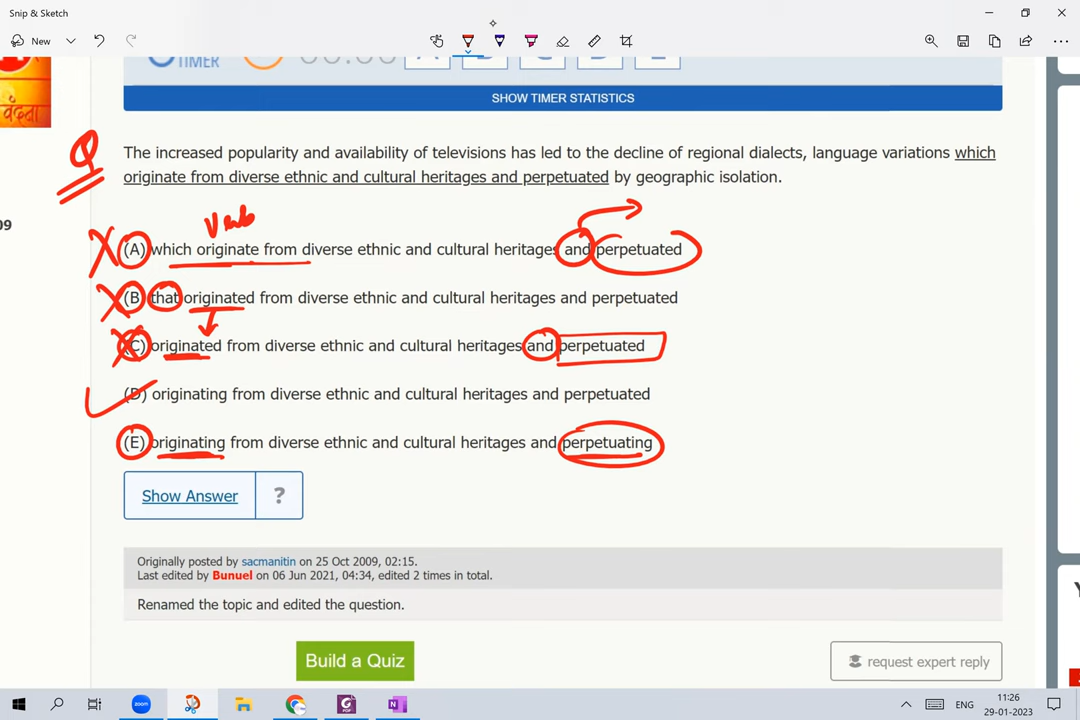 Snip & Sketch
New
वंदना
TIMER
SHOW TIMER STATISTICS
Q
The increased popularity and availability of televisions has led to the decline of regional dialects, language variations which
originate from diverse ethnic and cultural heritages and perpetuated by geographic isolation.
09
Verb
(A) which originate from diverse ethnic and cultural heritages and perpetuated
(B) that originated from diverse ethnic and cultural heritages and perpetuated
(C) originated from diverse ethnic and cultural heritages and perpetuated
(D) originating from diverse ethnic and cultural heritages and perpetuated
(E) originating from diverse ethnic and cultural heritages and perpetuating
Show Answer ?
Originally posted by sacmanitin on 25 Oct 2009, 02:15.
Last edited by Bunuel on 06 Jun 2021, 04:34, edited 2 times in total.
Renamed the topic and edited the question.
Build a Quiz
request expert reply
zoom
ENG
11:26
29-01-2023